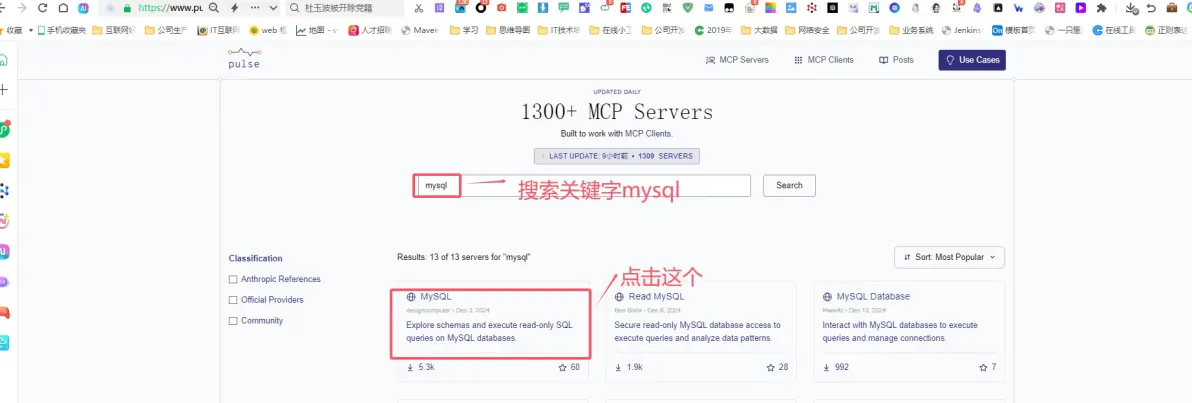 https://www.pu
杜玉波被开除党籍
收藏
手机收藏夹
互联网好
公司生产
IT互联网
web 框
地图 - v
人才招聘
Maven
学习
思维导图
IT技术坛
在线小工
公司开发
2019年
大数据
网络安全
公司开发
业务系统
Jenkins
模板首页
在线工具
正则表达
pulse
MCP Servers
MCP Clients
Posts
Use Cases
UPDATED DAILY
1300+ MCP Servers
Built to work with MCP Clients.
LAST UPDATE: 9小时前 • 1309 SERVERS
mysql
搜索关键字mysql
Search
Classification
Anthropic References
Official Providers
Community
Results: 13 of 13 servers for "mysql"
Sort: Most Popular
点击这个
MySQL
designcomputer • Dec 3, 2024
Explore schemas and execute read-only SQL
queries on MySQL databases.
5.3k
60
Read MySQL
Ben Borla • Dec 8, 2024
Secure read-only MySQL database access to
execute queries and analyze data patterns.
1.9k
28
MySQL Database
Dec 13, 2024
Interact with MySQL databases to execute
queries and manage connections.
992
7